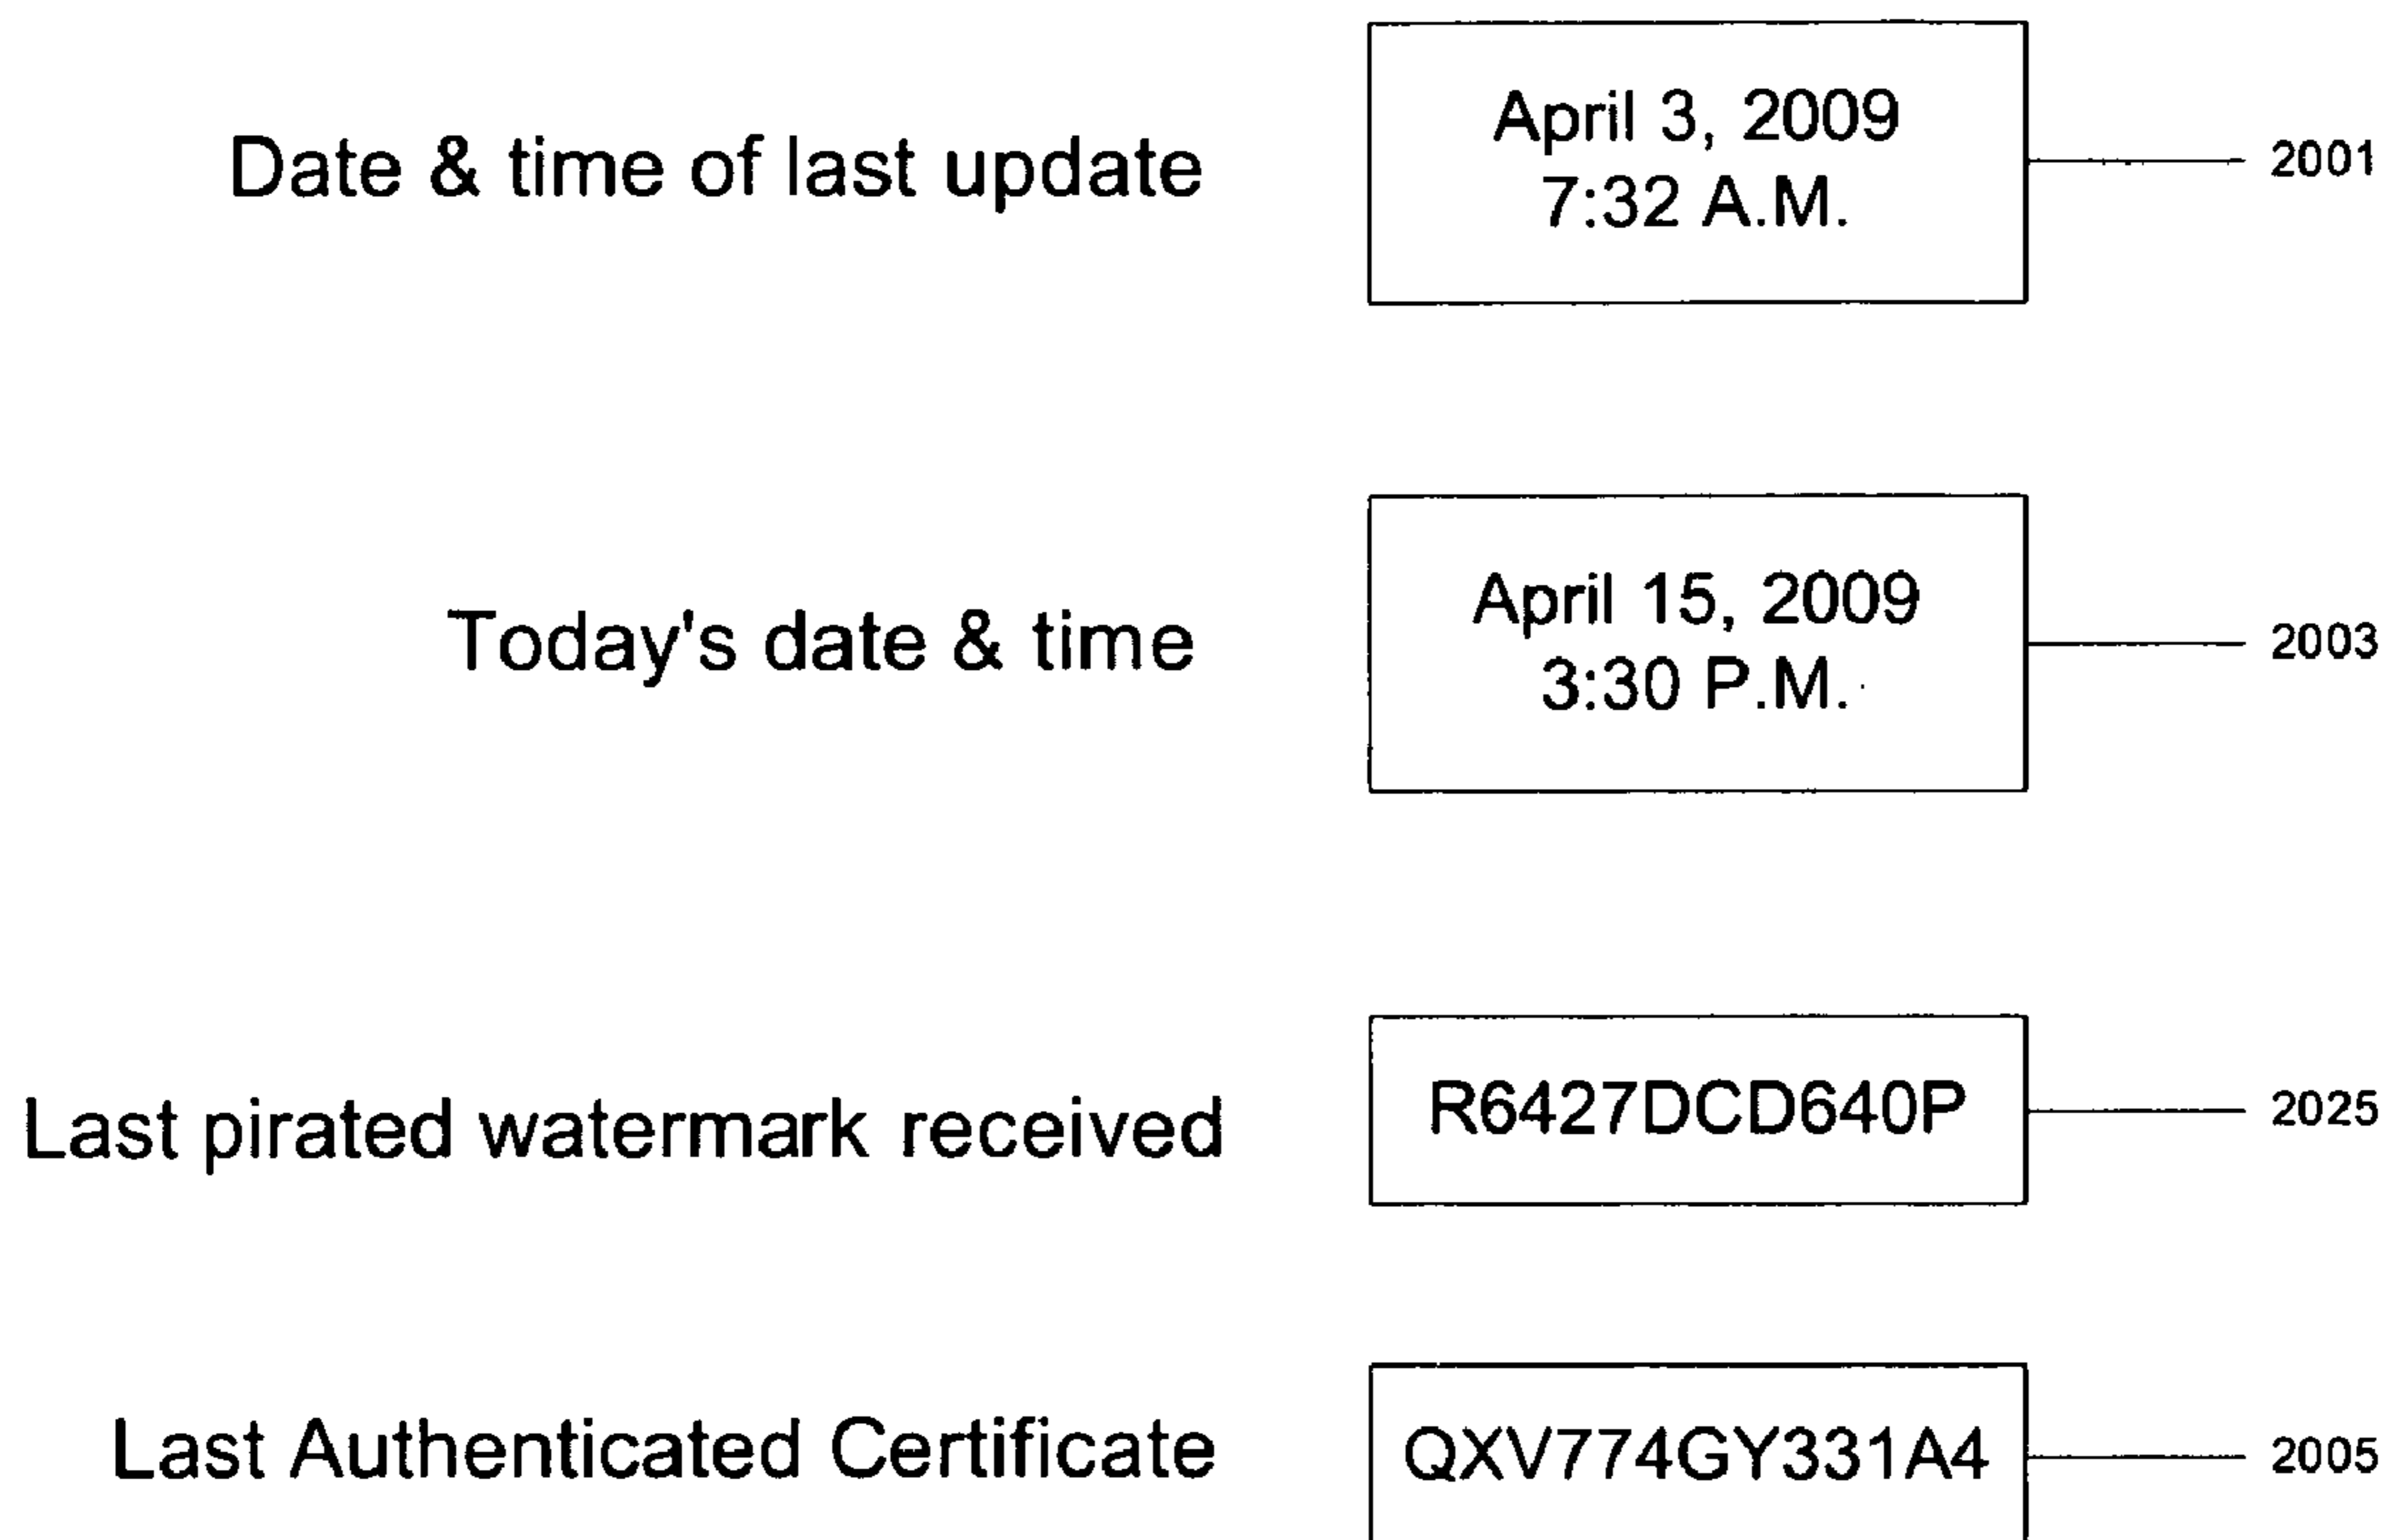 Date & time of last update
April 3, 2009
7:32 A.M.
2001
Today's date & time
April 15, 2009
3:30 P.M.
2003
Last pirated watermark received
R6427DCD640P
2025
Last Authenticated Certificate
QXV774GY331A4
2005